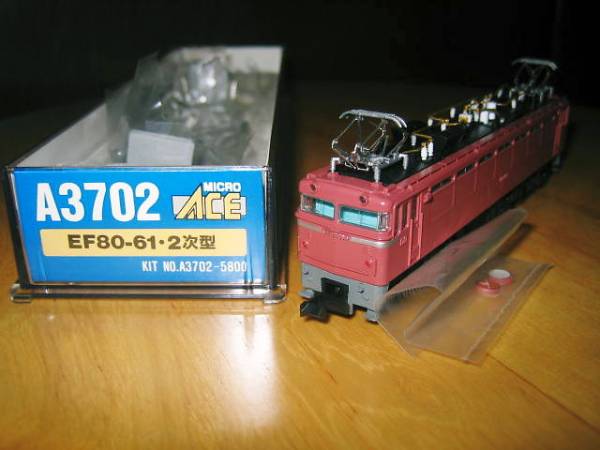 A3702
MICRO
ACE
EF80-61・2次型
KIT NO.A3702-5800